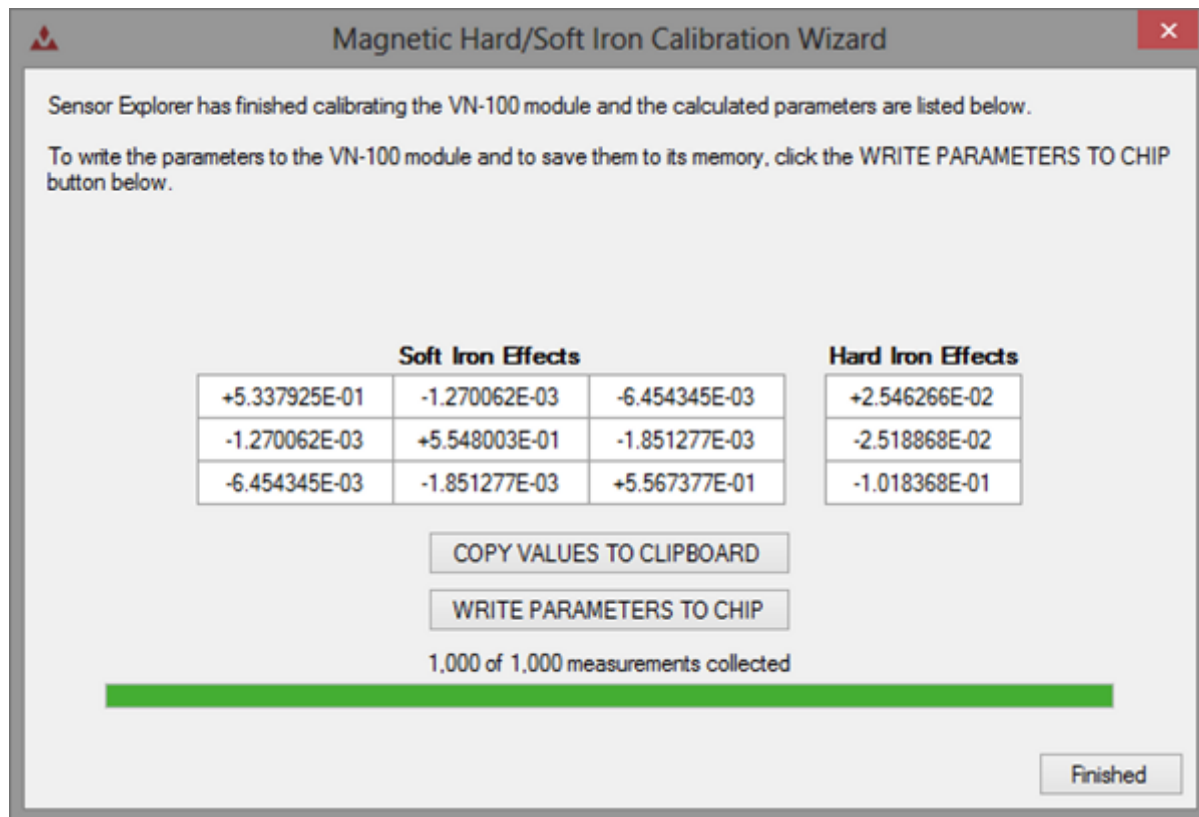 Magnetic Hard/Soft Iron Calibration Wizard
Sensor Explorer has finished calibrating the VN-100 module and the calculated parameters are listed below.
To write the parameters to the VN-100 module and to save them to its memory, click the WRITE PARAMETERS TO CHIP
button below.
Soft Iron Effects Hard Iron Effects
+5.337925E-01 -1.270062E-03 -6.454345E-03 +2.546266E-02
-1.270062E-03 +5.548003E-01 -1.851277E-03 -2.518868E-02
-6.454345E-03 -1.851277E-03 +5.567377E-01 -1.018368E-01
COPY VALUES TO CLIPBOARD
WRITE PARAMETERS TO CHIP
1,000 of 1,000 measurements collected
Finished